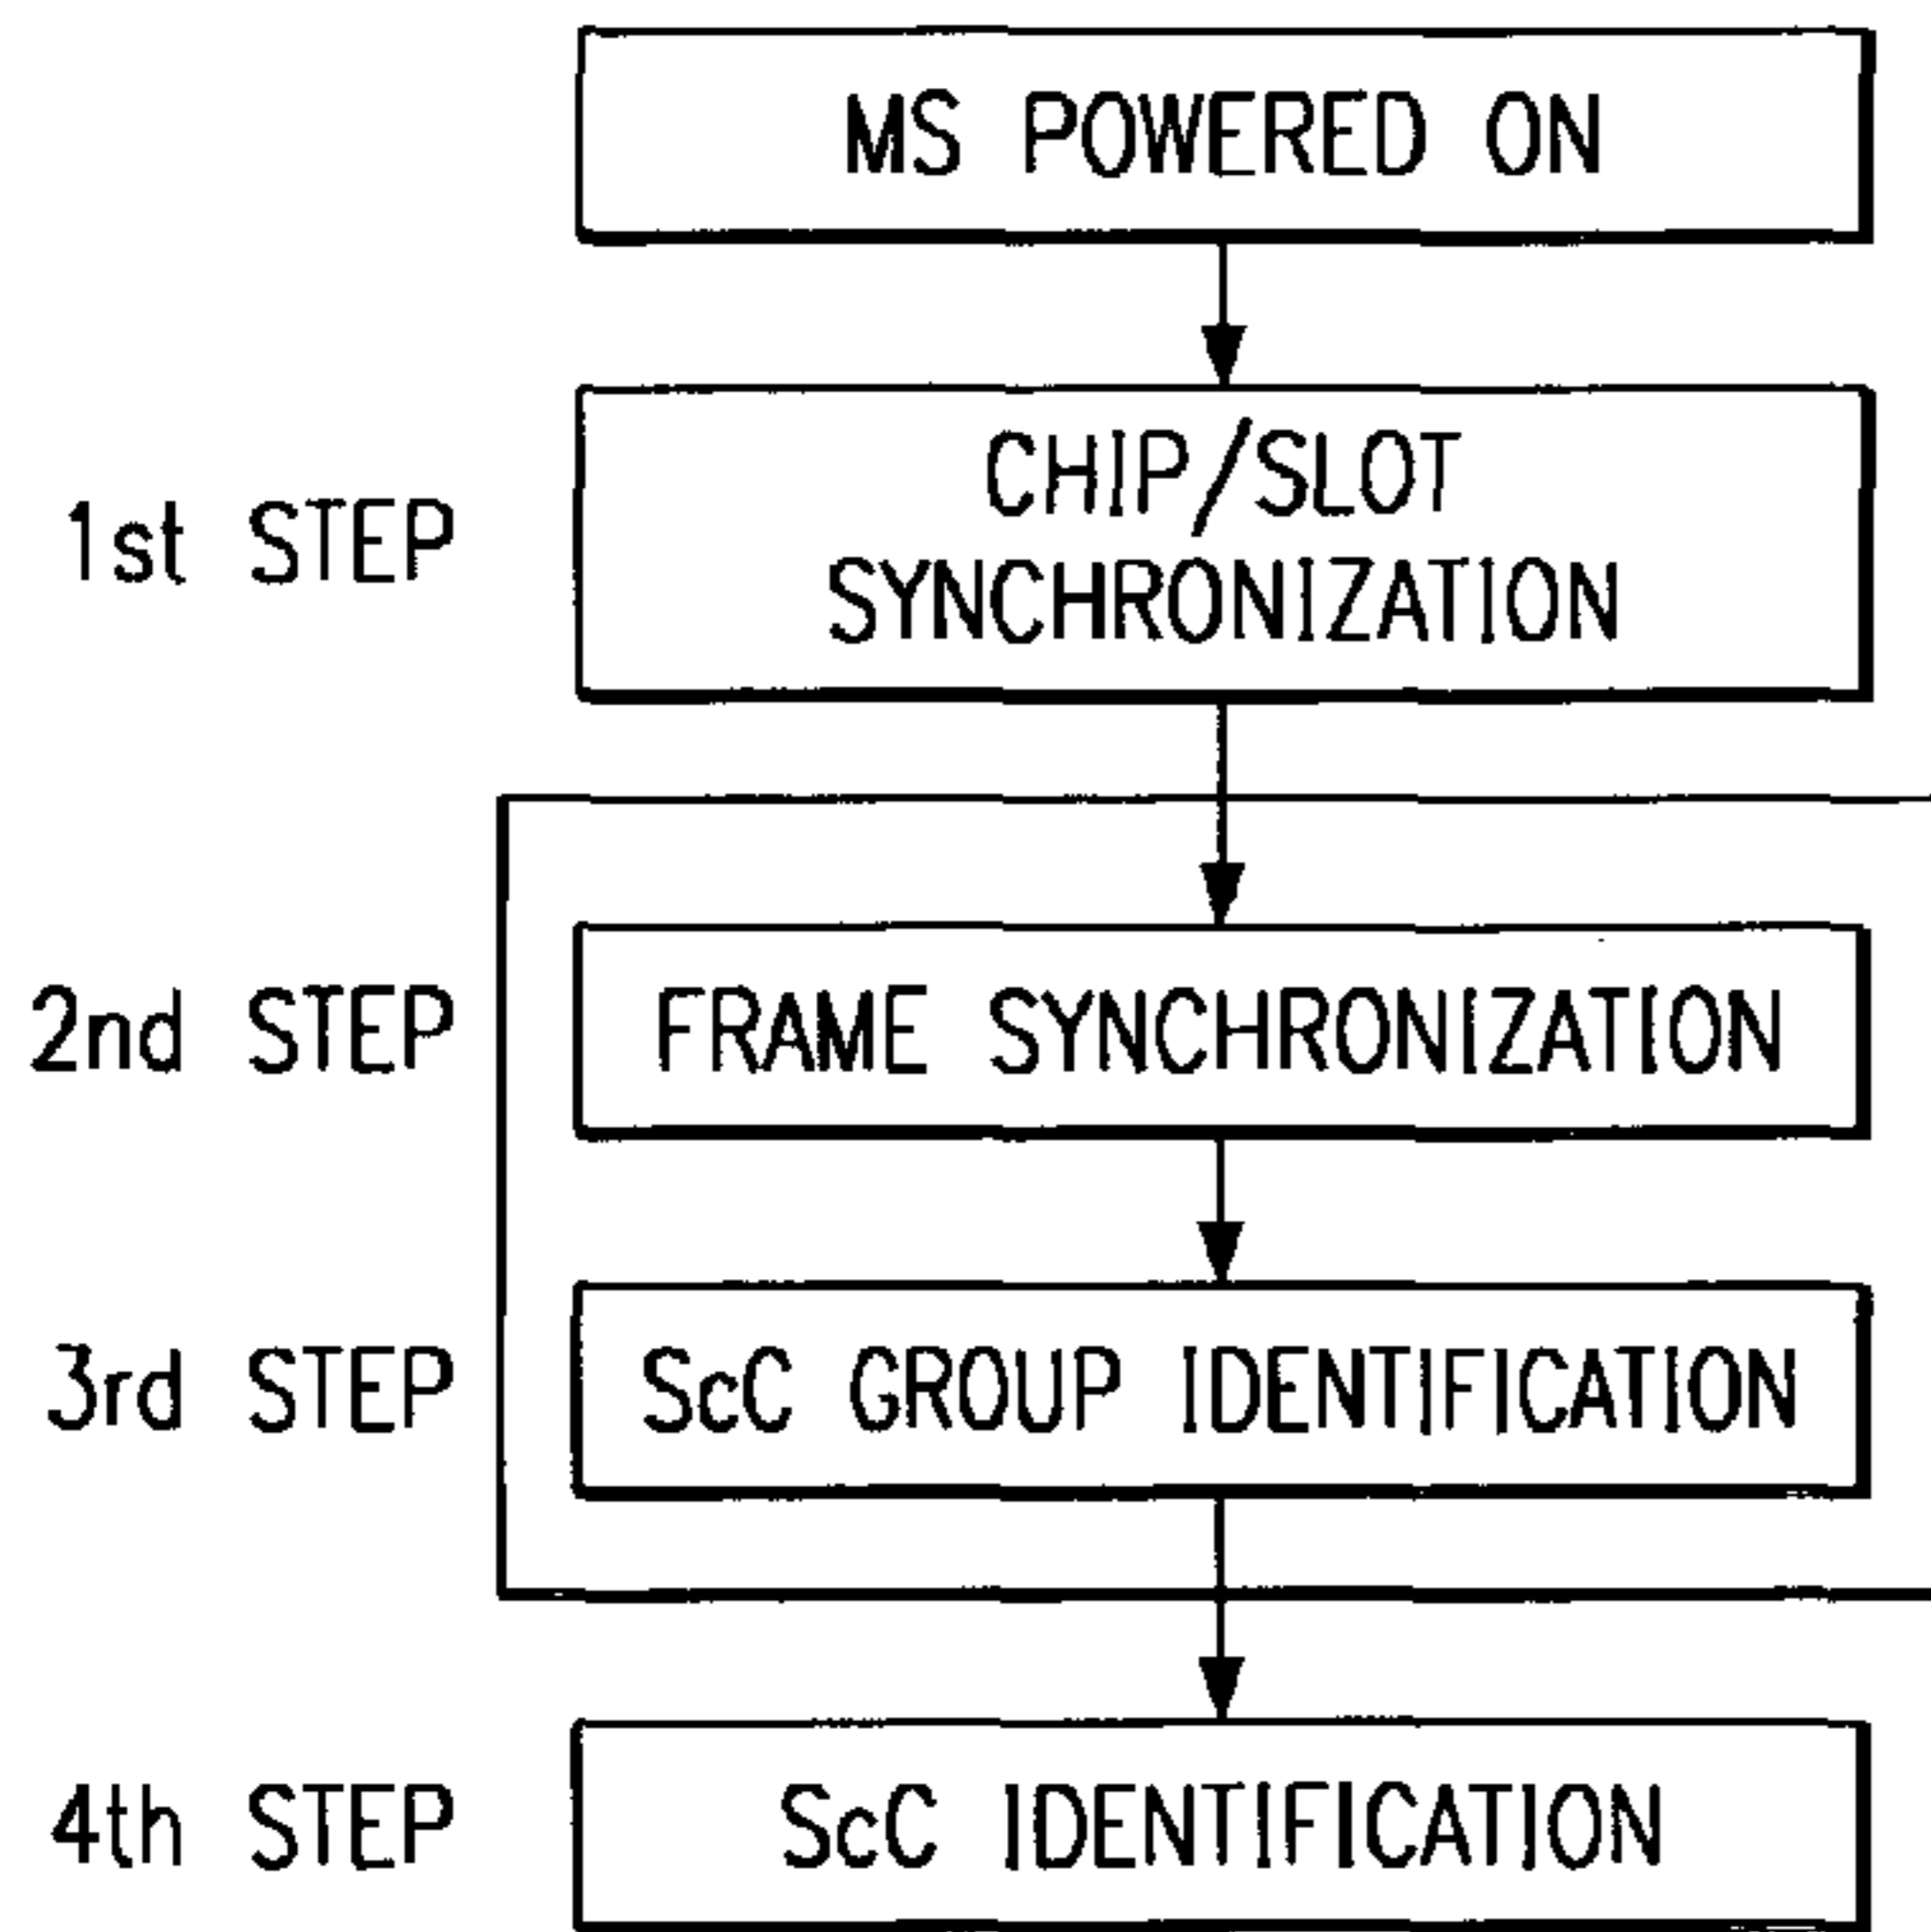 MS POWERED ON
1st STEP
CHIP/SLOT
SYNCHRONIZATION
2nd STEP
FRAME SYNCHRONIZATION
3rd STEP
ScC GROUP IDENTIFICATION
4th STEP
ScC IDENTIFICATION